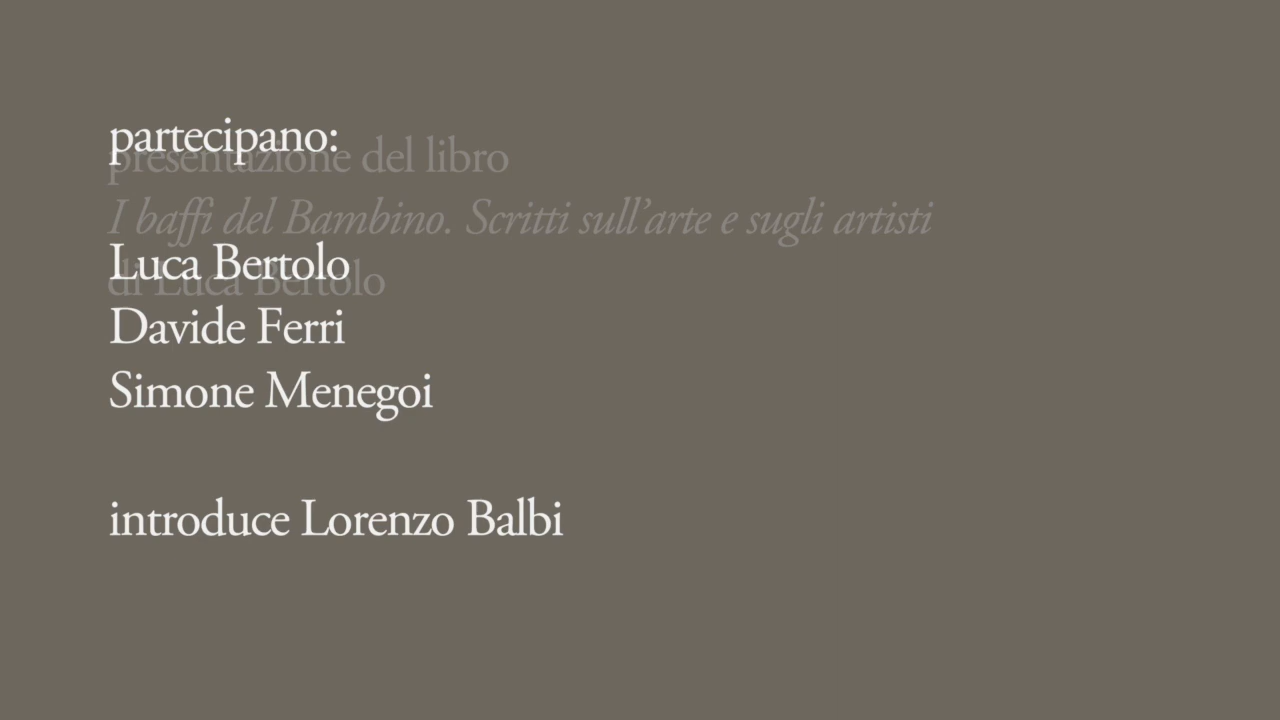 partecipano:
presentazione del libro
I baffi del Bambino. Scritti sull'arte e sugli artisti
Luca Bertolo
di Luca Bertolo
Davide Ferri
Simone Menegoi
introduce Lorenzo Balbi